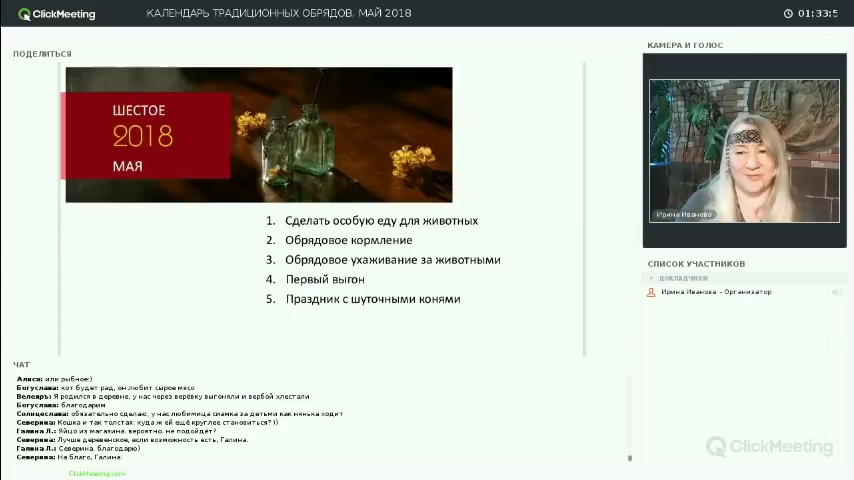 ClickMeeting
КАЛЕНДАРЬ ТРАДИЦИОННЫХ ОБРЯДОВ. МАЙ 2018
01:33:5
ПОДЕЛИТЬСЯ
ШЕСТОЕ
2018
МАЯ
1. Сделать особую еду для животных
2. Обрядовое кормление
3. Обрядовое ухаживание за животными
4. Первый выгон
5. Праздник с шуточными конями
КАМЕРА И ГОЛОС
Ирина Иванова
СПИСОК УЧАСТНИКОВ
ДОКЛАДЧИКИ
Ирина Иванова - Организатор
ЧАТ
Алиса: или рыбное:)
Богуслава: кот будет рад, он любит сырое мясо
Велеяръ: Я родился в деревне, у нас через верёвку выгоняли и вербой хлестали
Богуслава: благодарим
Солнцеслава: обязательно сделаю, у нас любимица сиамка за детьми как нянька ходит
Северина: Кошка и так толстая: куда ж ей ещё круглее становиться? ))
Галина Л.: Яйцо из магазина. вероятно. не подойдёт?
Северина: Лучше деревенское, если возможность есть, Галина.
Галина Л.: Северина, благодарю)
Северина: На благо, Галина.
ClickMeeting.com
ClickMeeting